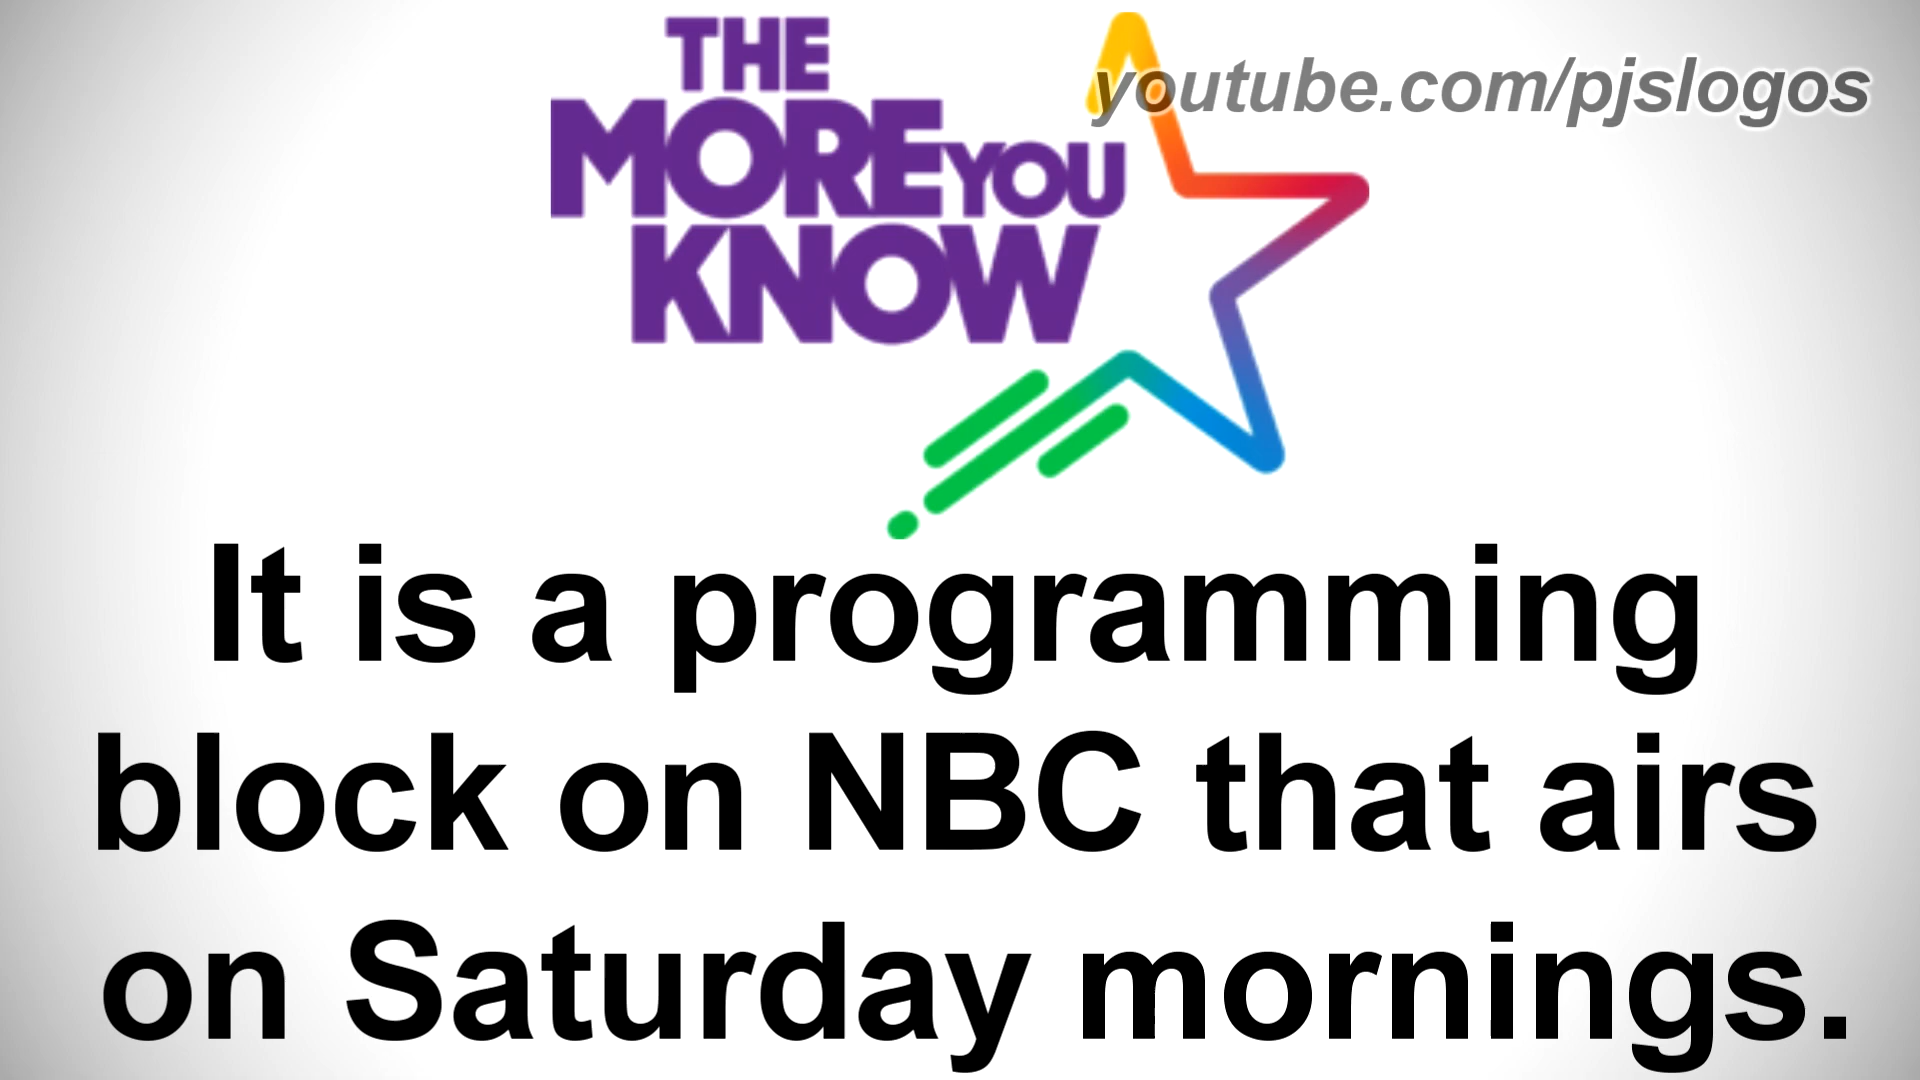 THE
MORE YOU
KNOW
youtube.com/pjslogos
It is a programming
block on NBC that airs
on Saturday mornings.